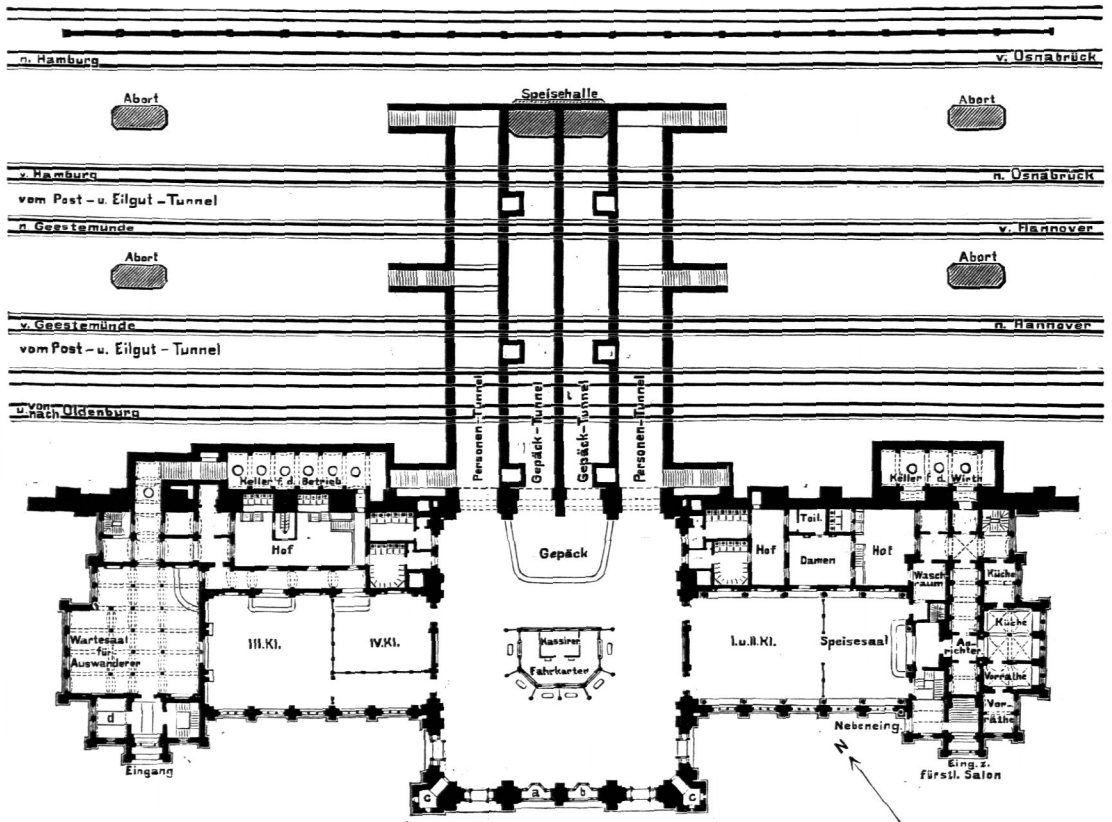 n. Hamburg
v. Osnabrück
Abort
Speisehalle
Abort
v. Hamburg
n. Osnabrück
vom Post-u. Eilgut-Tunnel
n. Geestemünde
v. Hannover
Abort
Abort
v. Geestemünde
n. Hannover
vom Post-u. Eilgut-Tunnel
u. von
nach Oldenburg
Personen-Tunnel
Gepäck-Tunnel
Gepäck-Tunnel
Personen-Tunnel
Keller f. d. Betrieb
Keller f. d. Wirth
Hof
Gepäck
Hof
Toil.
Damen
Hof
Wasch
raum
Küche
Wartesaal
für
Auswanderer
III.Kl.
IV.Kl.
Kassirer
Fahrkarten
I.u.II.Kl.
Speisesaal
Anrichter
Küche
Vorräthe
Vor-
räthe
d
Nebeneing.
N
Eingang
Eing. z.
fürstl. Salon
c
a
b
c